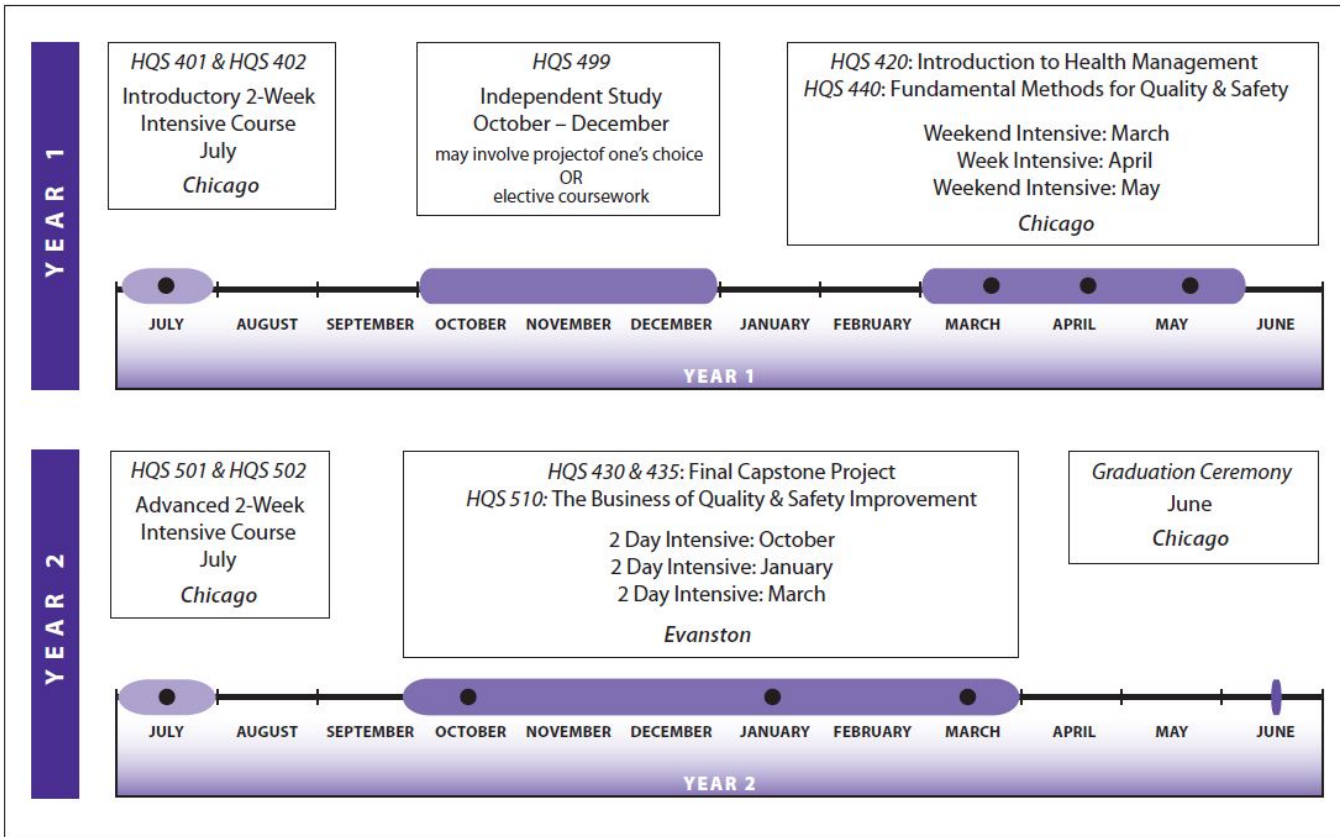 YEAR 1
HQS 401 & HQS 402
Introductory 2-Week
Intensive Course
July
Chicago
HQS 499
Independent Study
October – December
may involve projectof one's choice
OR
elective coursework
HQS 420: Introduction to Health Management
HQS 440: Fundamental Methods for Quality & Safety
Weekend Intensive: March
Week Intensive: April
Weekend Intensive: May
Chicago
JULY AUGUST SEPTEMBER OCTOBER NOVEMBER DECEMBER JANUARY FEBRUARY MARCH APRIL MAY JUNE
YEAR 1
YEAR 2
HQS 501 & HQS 502
Advanced 2-Week
Intensive Course
July
Chicago
HQS 430 & 435: Final Capstone Project
HQS 510: The Business of Quality & Safety Improvement
2 Day Intensive: October
2 Day Intensive: January
2 Day Intensive: March
Evanston
Graduation Ceremony
June
Chicago
JULY AUGUST SEPTEMBER OCTOBER NOVEMBER DECEMBER JANUARY FEBRUARY MARCH APRIL MAY JUNE
YEAR 2